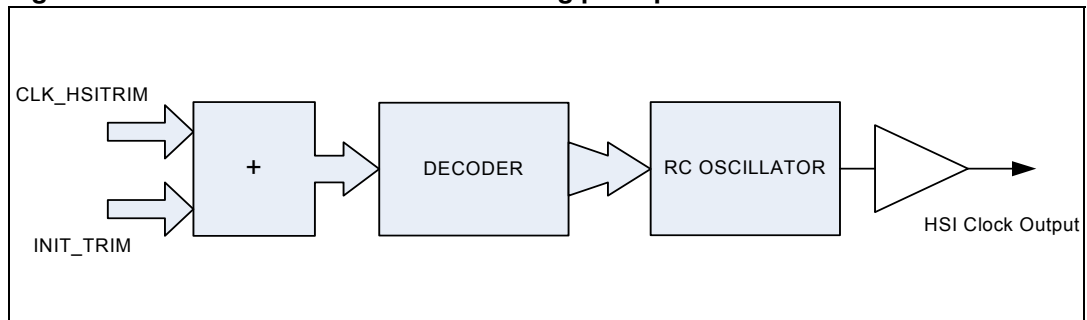 CLK_HSITRIM
INIT_TRIM
+
DECODER
RC OSCILLATOR
HSI Clock Output